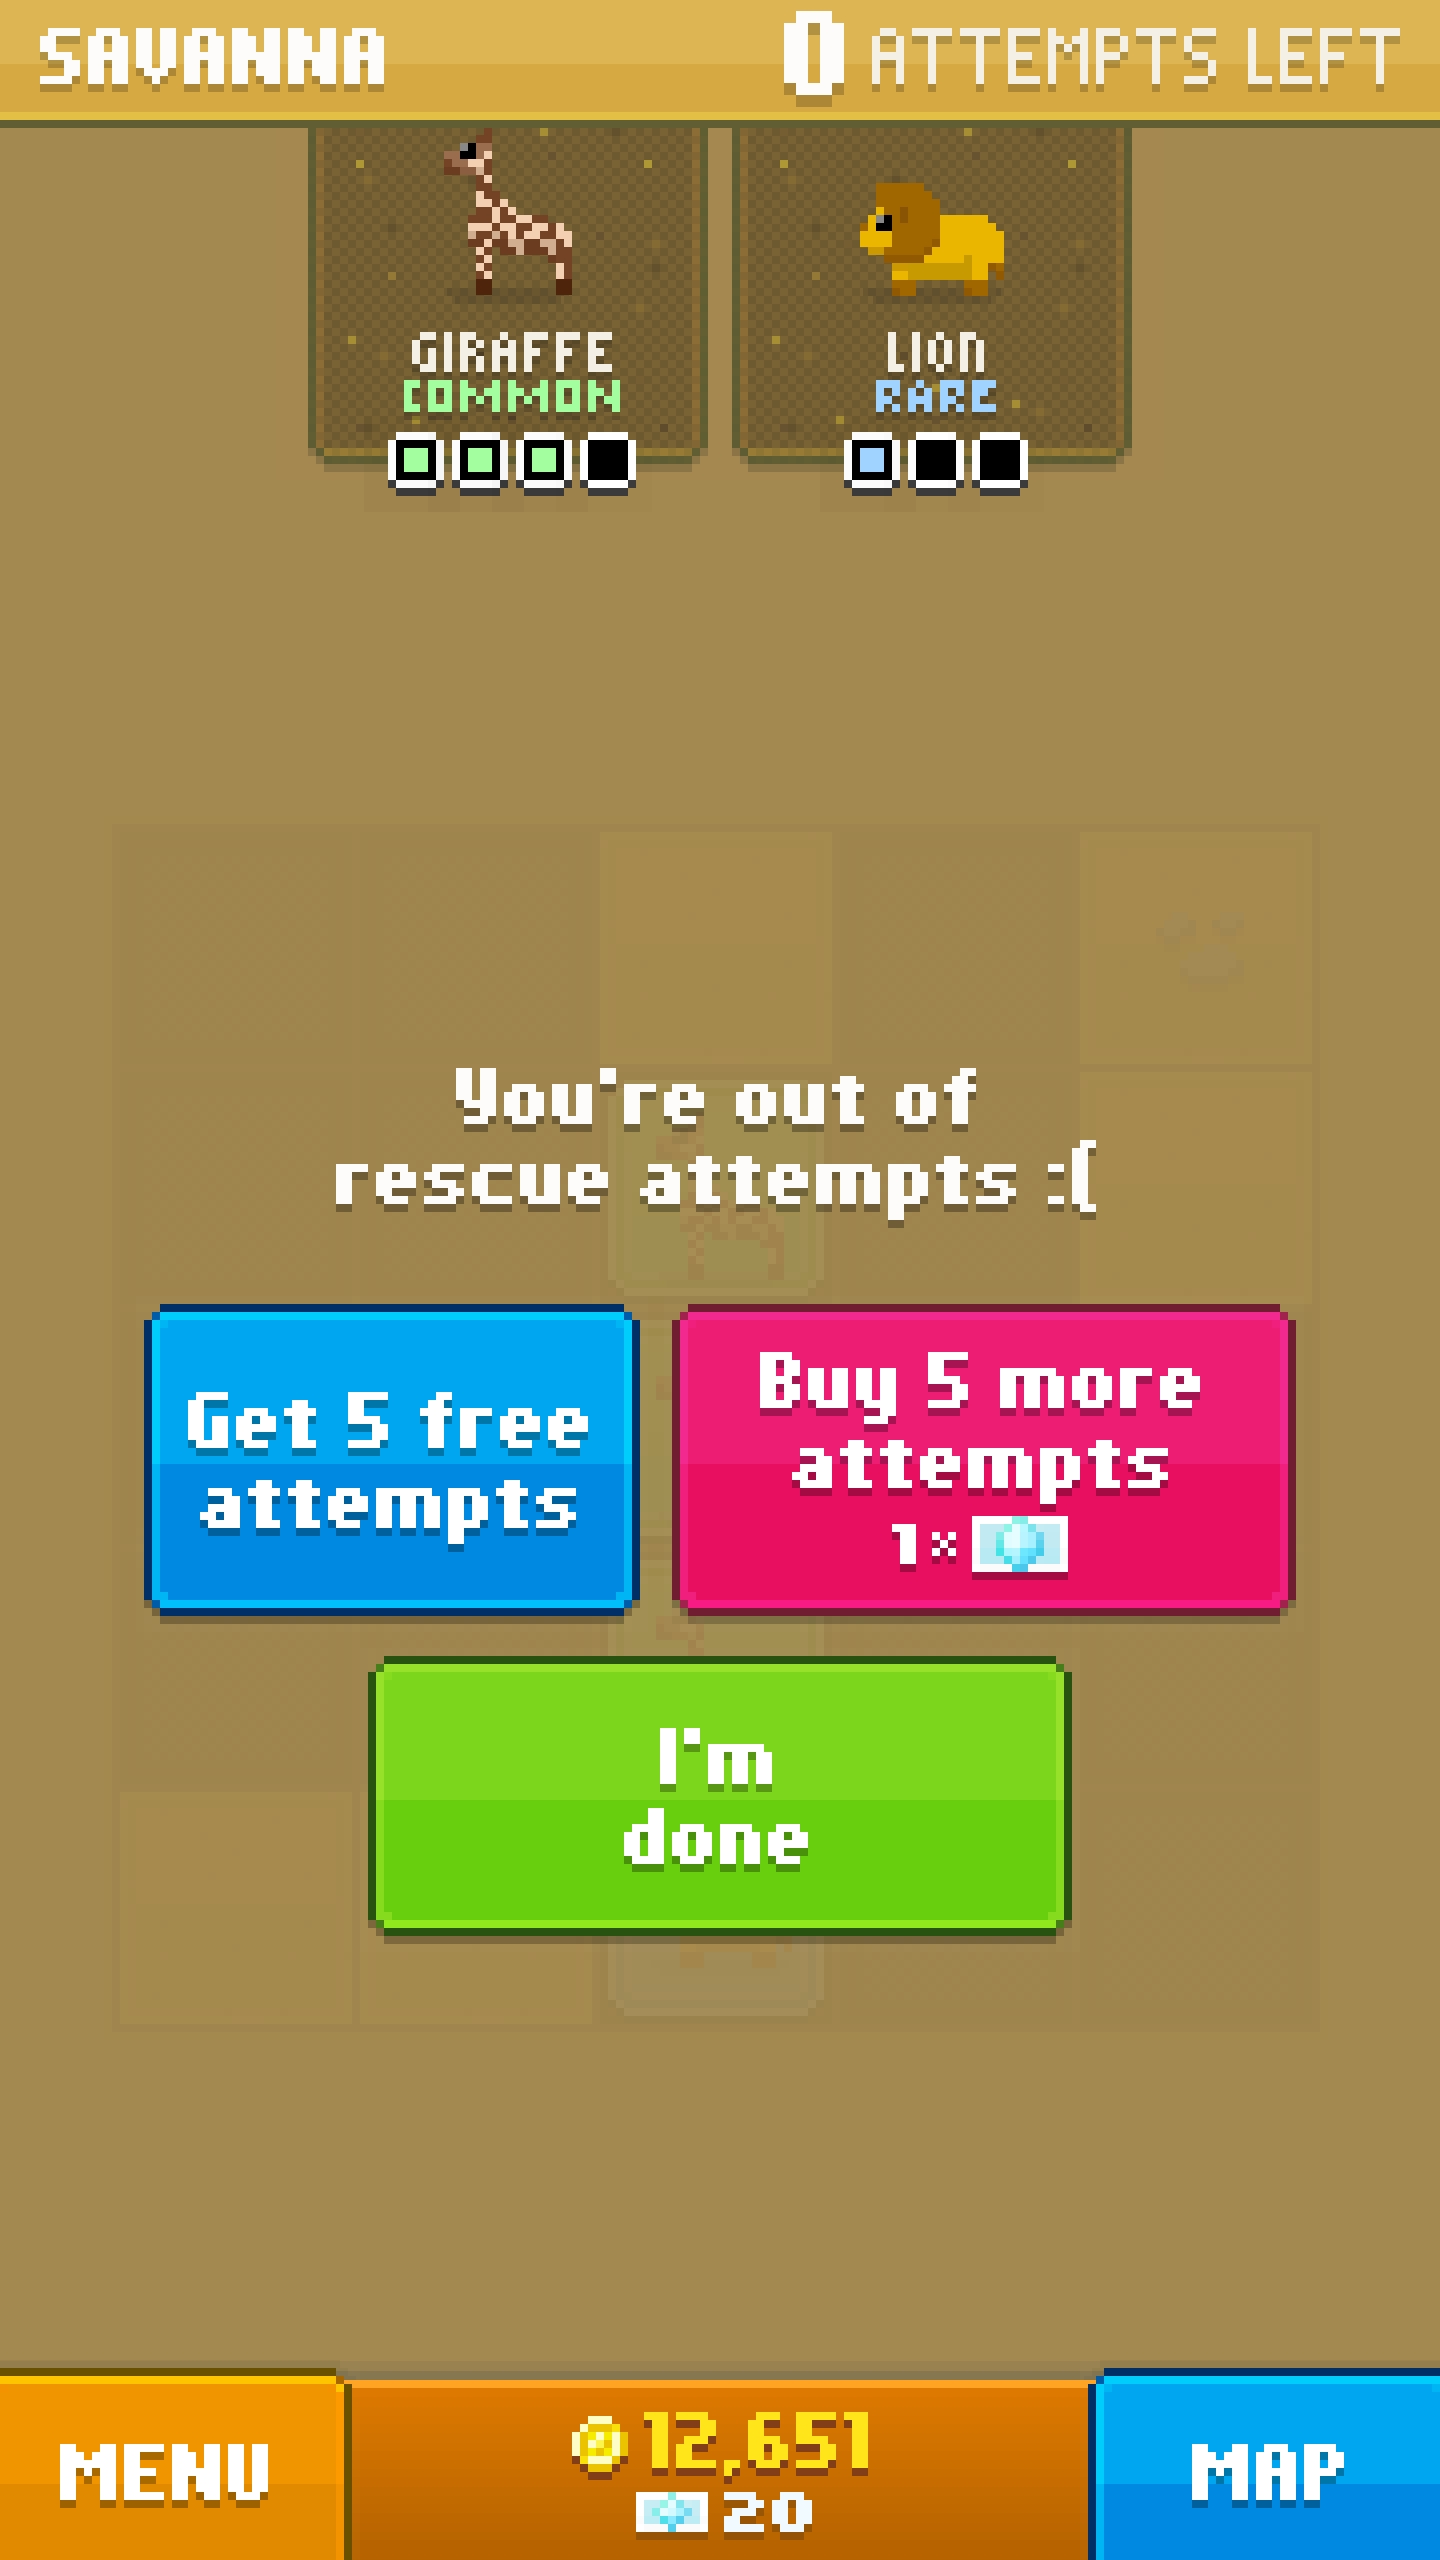 SAVANNA
0 ATTEMPTS LEFT
GIRAFFE
COMMON
LION
RARE
You're out of
rescue attempts :(
Get 5 free
attempts
Buy 5 more
attempts
1×
I'm
done
MENU
12,651
20
MAP